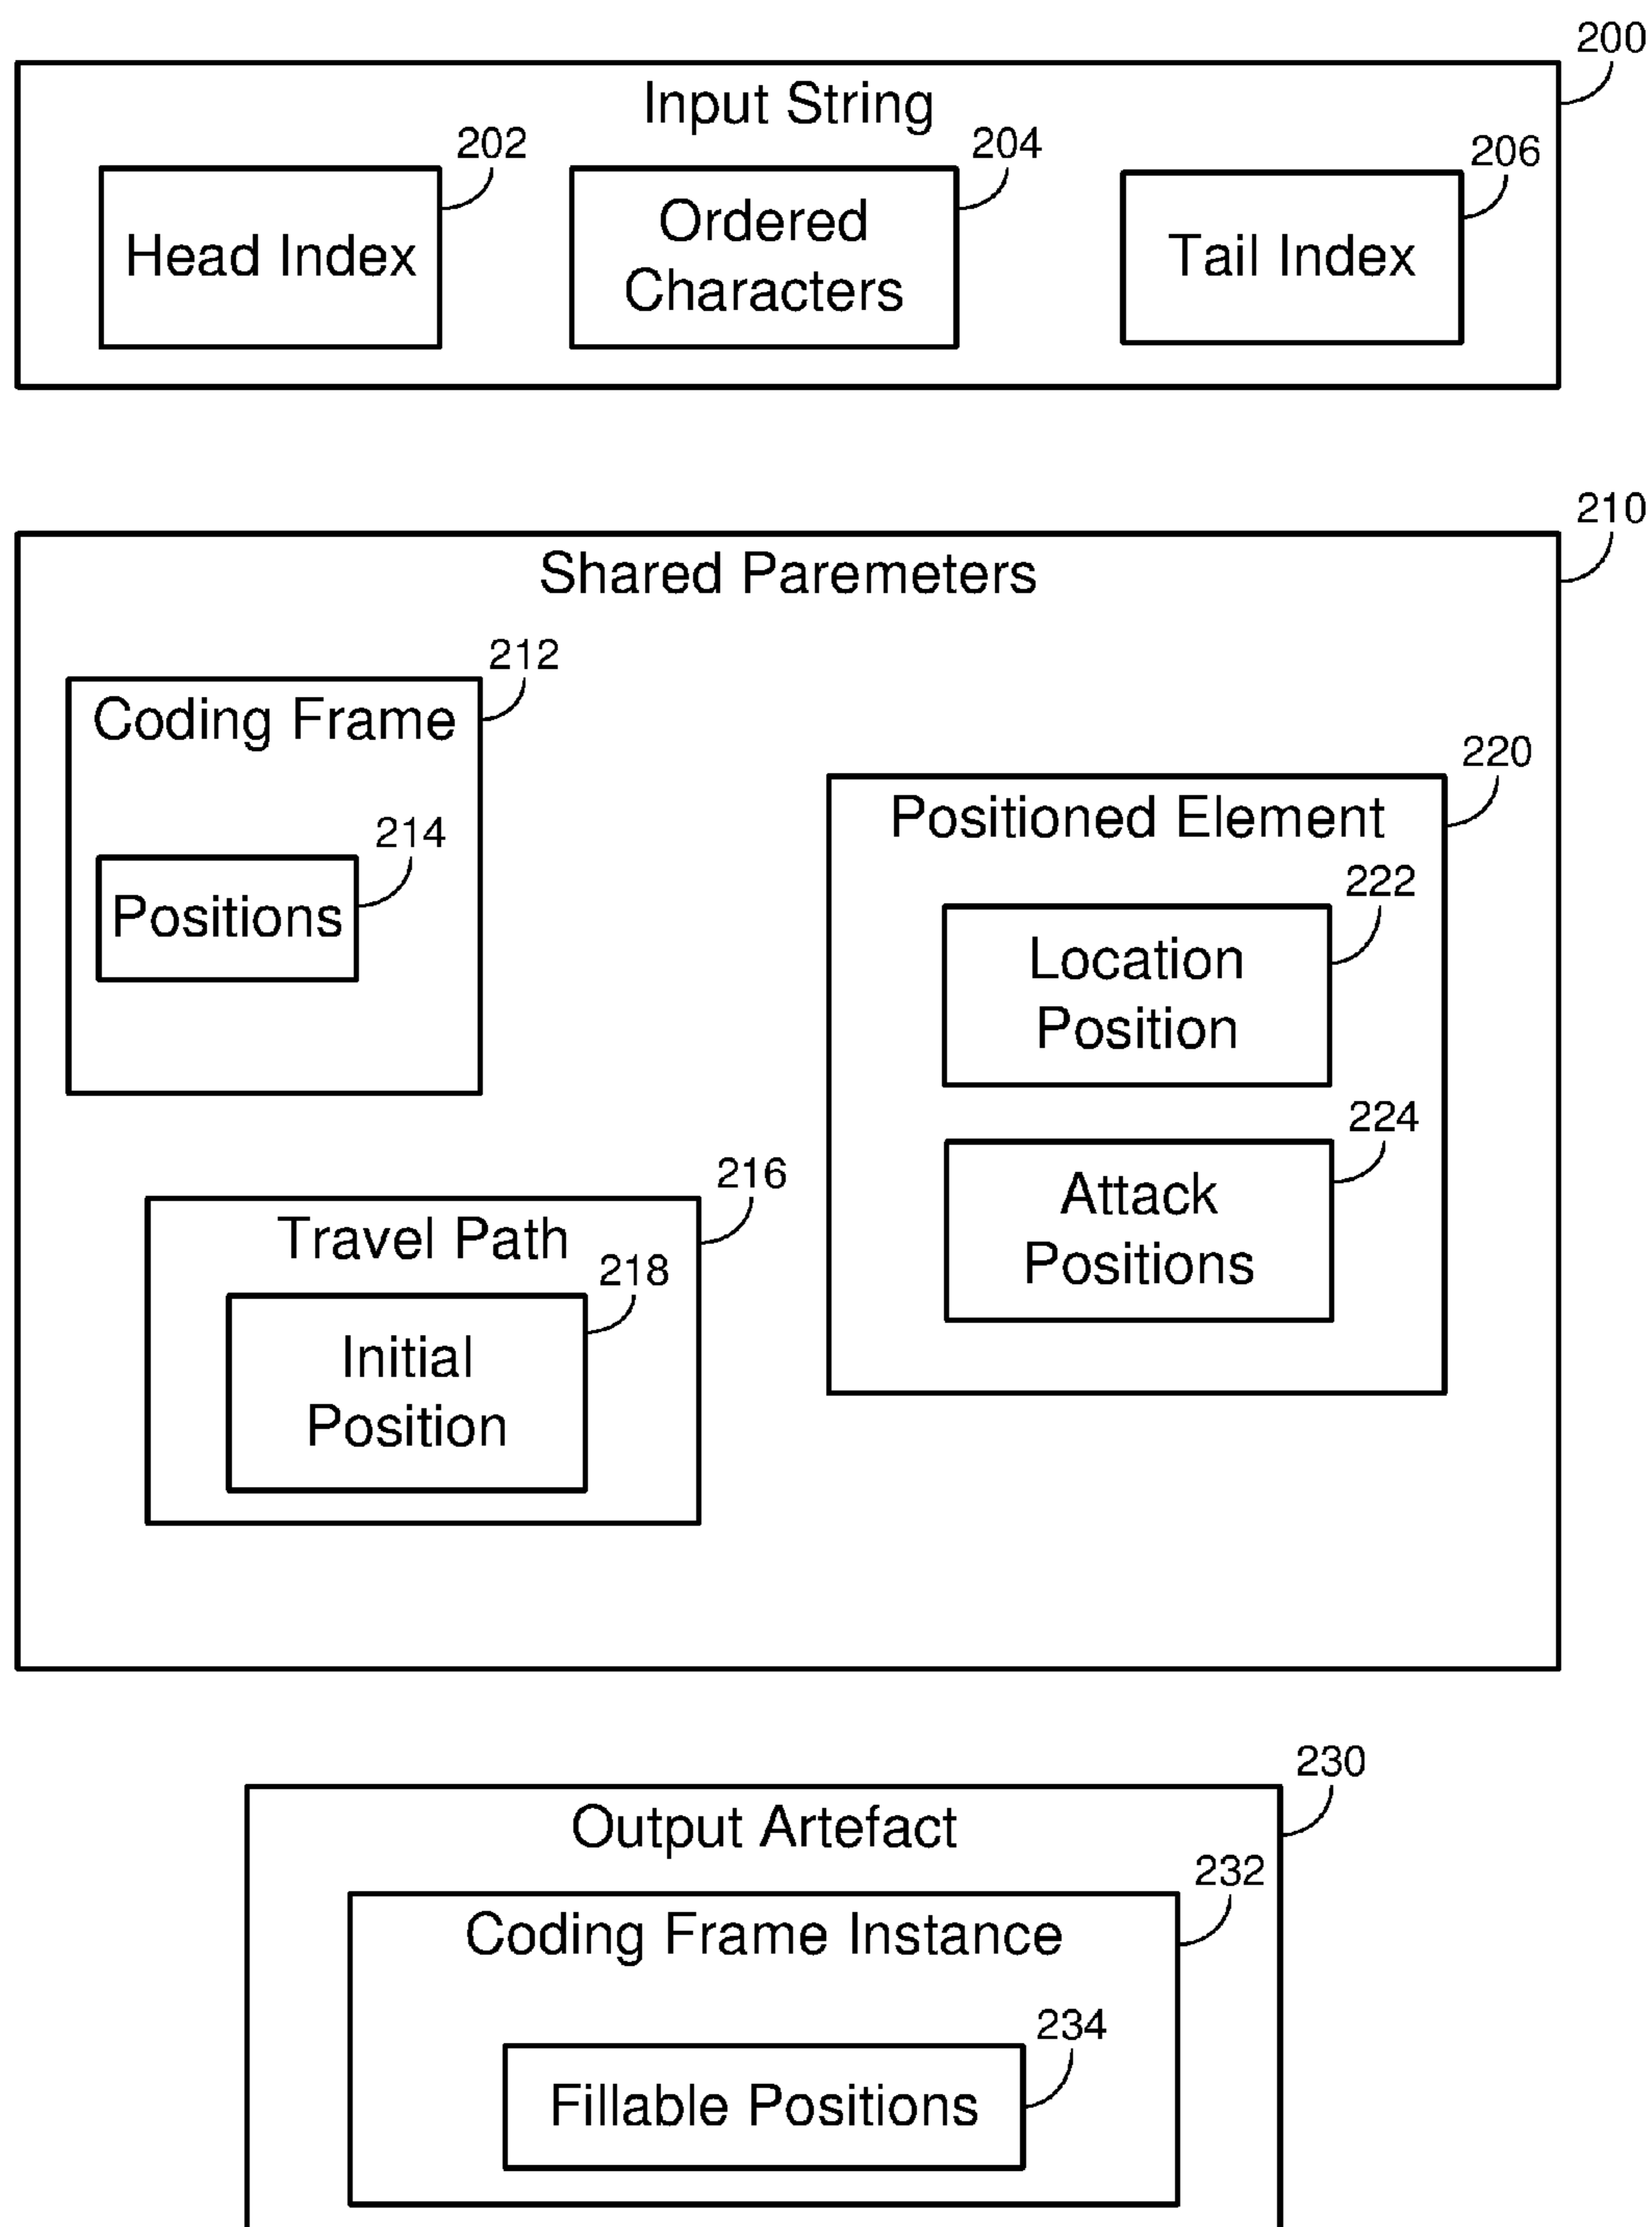 200
Input String
202
204
206
Head Index
Ordered
Characters
Tail Index
210
Shared Paremeters
212
Coding Frame
214
Positions
220
Positioned Element
222
Location
Position
224
Attack
Positions
216
Travel Path
218
Initial
Position
230
Output Artefact
232
Coding Frame Instance
234
Fillable Positions